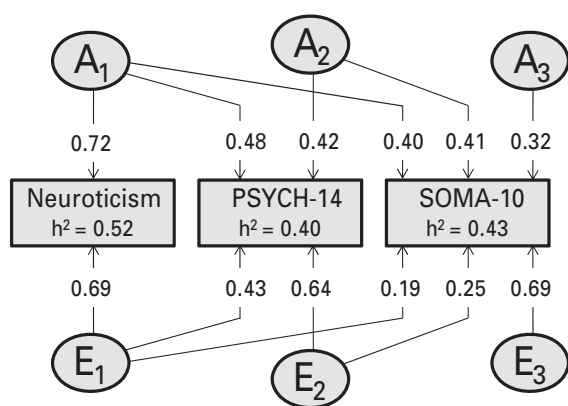 A₁ A₂ A₃
0.72 0.48 0.42 0.40 0.41 0.32
Neuroticism PSYCH-14 SOMA-10
h² = 0.52 h² = 0.40 h² = 0.43
0.69 0.43 0.64 0.19 0.25 0.69
E₁ E₂ E₃